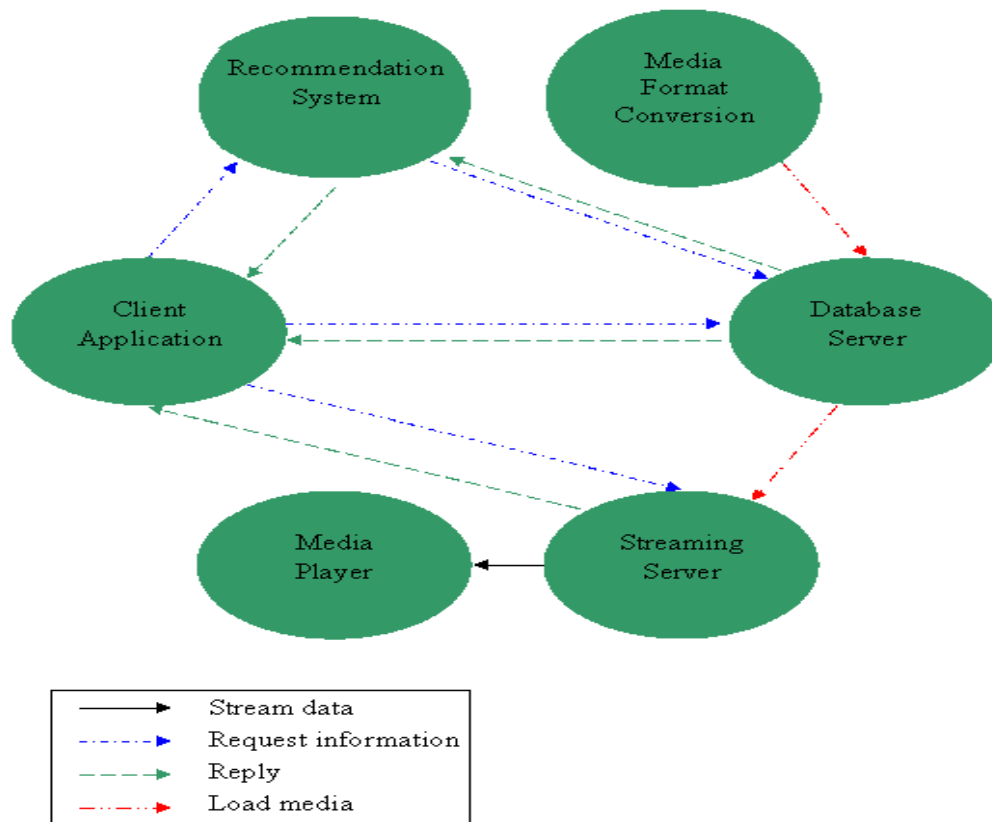 Recommendation
System
Media
Format
Conversion
Client
Application
Database
Server
Media
Player
Streaming
Server
Stream data
Request information
Reply
Load media